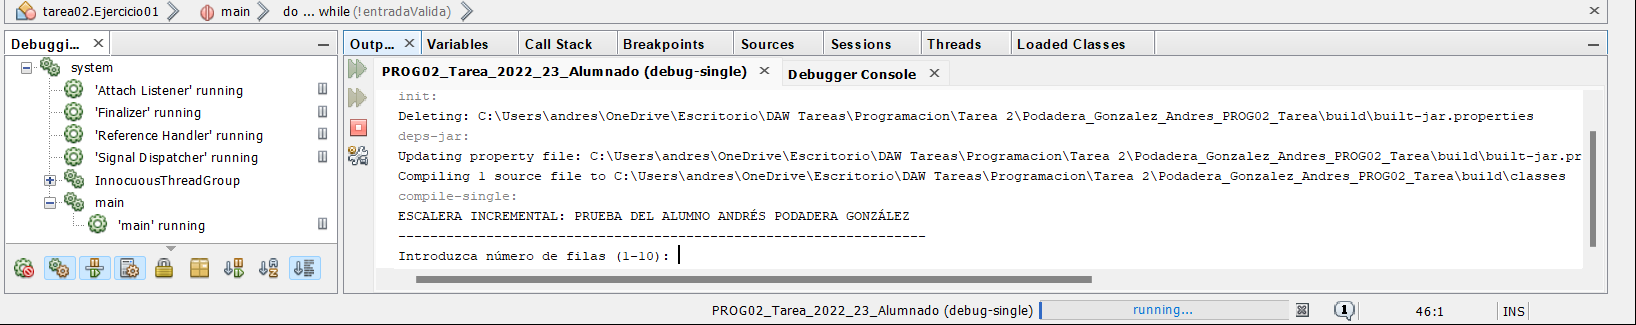 tarea02.Ejercicio01 main do ... while (!entradaValida)
Debuggi...
system
'Attach Listener' running
'Finalizer' running
'Reference Handler' running
'Signal Dispatcher' running
InnocuousThreadGroup
main
'main' running
Outp... Variables Call Stack Breakpoints Sources Sessions Threads Loaded Classes
PROG02_Tarea_2022_23_Alumnado (debug-single) Debugger Console
init:
Deleting: C:\Users\andres\OneDrive\Escritorio\DAW Tareas\Programacion\Tarea 2\Podadera_Gonzalez_Andres_PROG02_Tarea\build\built-jar.properties
deps-jar:
Updating property file: C:\Users\andres\OneDrive\Escritorio\DAW Tareas\Programacion\Tarea 2\Podadera_Gonzalez_Andres_PROG02_Tarea\build\built-jar.pr
Compiling 1 source file to C:\Users\andres\OneDrive\Escritorio\DAW Tareas\Programacion\Tarea 2\Podadera_Gonzalez_Andres_PROG02_Tarea\build\classes
compile-single:
ESCALERA INCREMENTAL: PRUEBA DEL ALUMNO ANDRÉS PODADERA GONZÁLEZ
------------------------------------------------------------------
Introduzca número de filas (1-10):
PROG02_Tarea_2022_23_Alumnado (debug-single) running... 1 46:1 INS